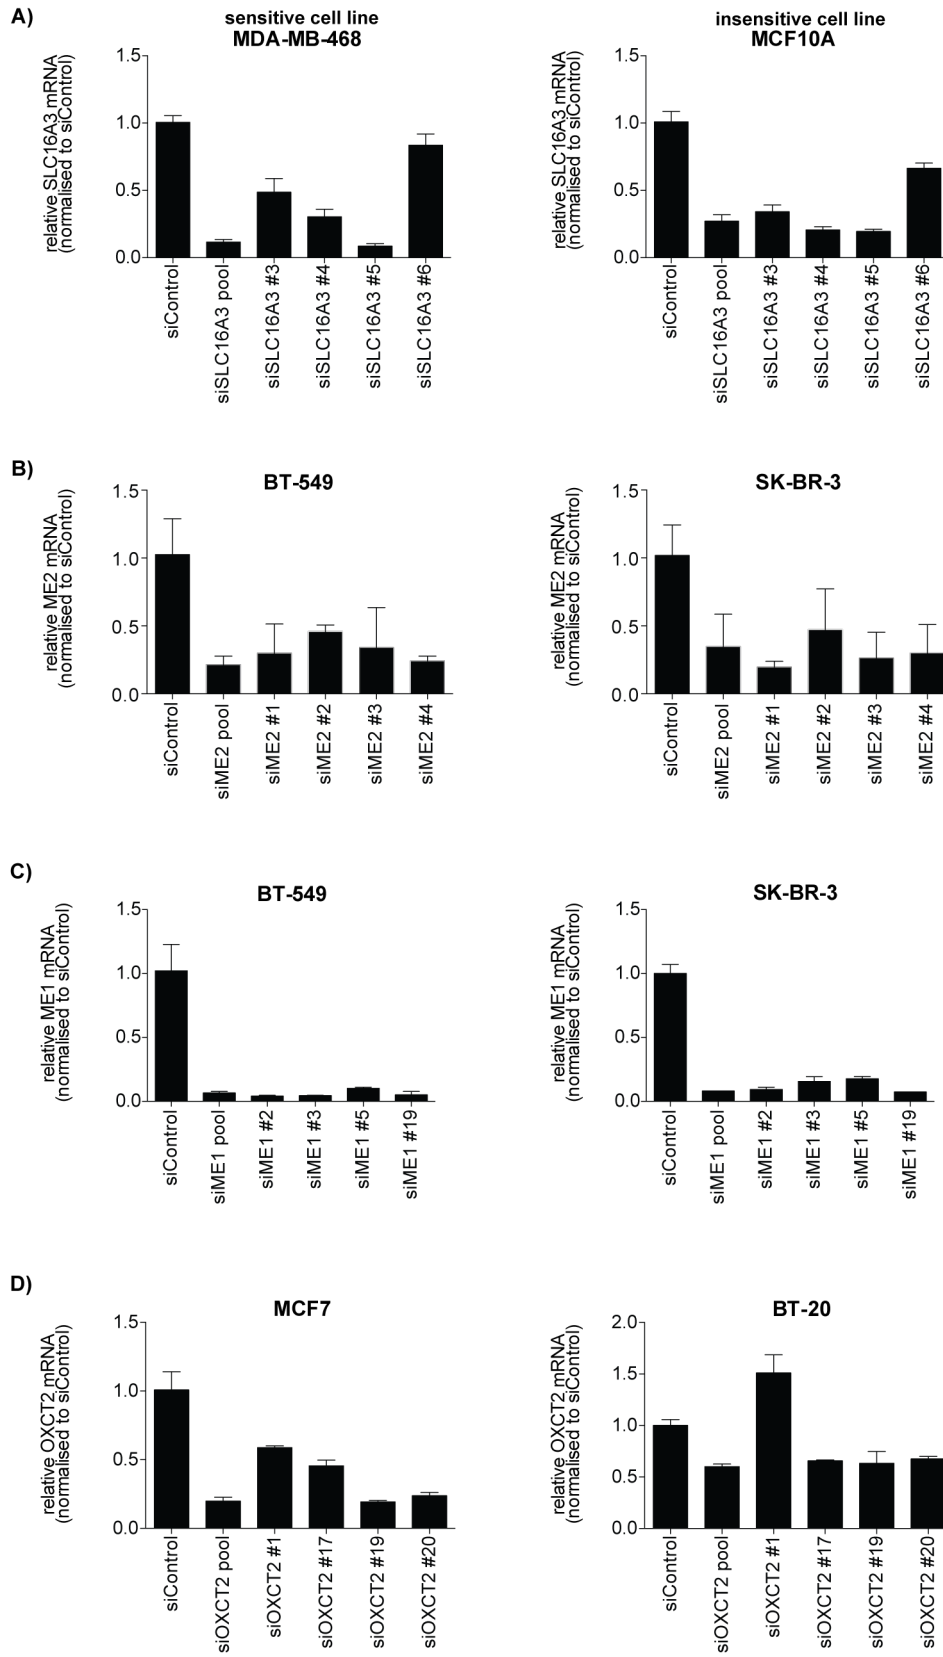 A)
sensitive cell line
MDA-MB-468
relative SLC16A3 mRNA
(normalised to siControl)
1.5
1.0
0.5
0.0
siControl
siSLC16A3 pool
siSLC16A3 #3
siSLC16A3 #4
siSLC16A3 #5
siSLC16A3 #6
insensitive cell line
MCF10A
relative SLC16A3 mRNA
(normalised to siControl)
1.5
1.0
0.5
0.0
siControl
siSLC16A3 pool
siSLC16A3 #3
siSLC16A3 #4
siSLC16A3 #5
siSLC16A3 #6
B)
BT-549
relative ME2 mRNA
(normalised to siControl)
1.5
1.0
0.5
0.0
siControl
siME2 pool
siME2 #1
siME2 #2
siME2 #3
siME2 #4
SK-BR-3
relative ME2 mRNA
(normalised to siControl)
1.5
1.0
0.5
0.0
siControl
siME2 pool
siME2 #1
siME2 #2
siME2 #3
siME2 #4
C)
BT-549
relative ME1 mRNA
(normalised to siControl)
1.5
1.0
0.5
0.0
siControl
siME1 pool
siME1 #2
siME1 #3
siME1 #5
siME1 #19
SK-BR-3
relative ME1 mRNA
(normalised to siControl)
1.5
1.0
0.5
0.0
siControl
siME1 pool
siME1 #2
siME1 #3
siME1 #5
siME1 #19
D)
MCF7
relative OXCT2 mRNA
(normalised to siControl)
1.5
1.0
0.5
0.0
siControl
siOXCT2 pool
siOXCT2 #1
siOXCT2 #17
siOXCT2 #19
siOXCT2 #20
BT-20
relative OXCT2 mRNA
(normalised to siControl)
2.0
1.5
1.0
0.5
0.0
siControl
siOXCT2 pool
siOXCT2 #1
siOXCT2 #17
siOXCT2 #19
siOXCT2 #20